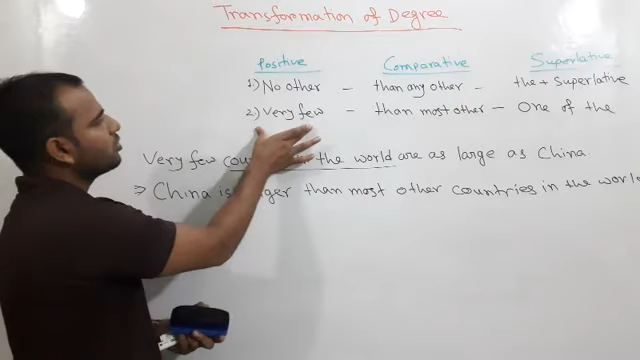 Transformation of Degree
Positive Comparative Superlative
1.) No other - than any other - the + Superlative
2) Very few - than most other - One of the
Very few in the world are as large as China.
⇒ China is than most other countries in the world